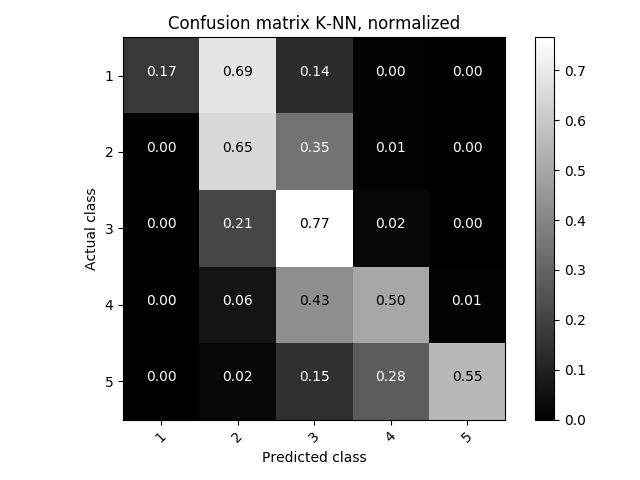 Confusion matrix K-NN, normalized
Actual class
1 0.17 0.69 0.14 0.00 0.00
2 0.00 0.65 0.35 0.01 0.00
3 0.00 0.21 0.77 0.02 0.00
4 0.00 0.06 0.43 0.50 0.01
5 0.00 0.02 0.15 0.28 0.55
1 2 3 4 5
Predicted class
0.7
0.6
0.5
0.4
0.3
0.2
0.1
0.0